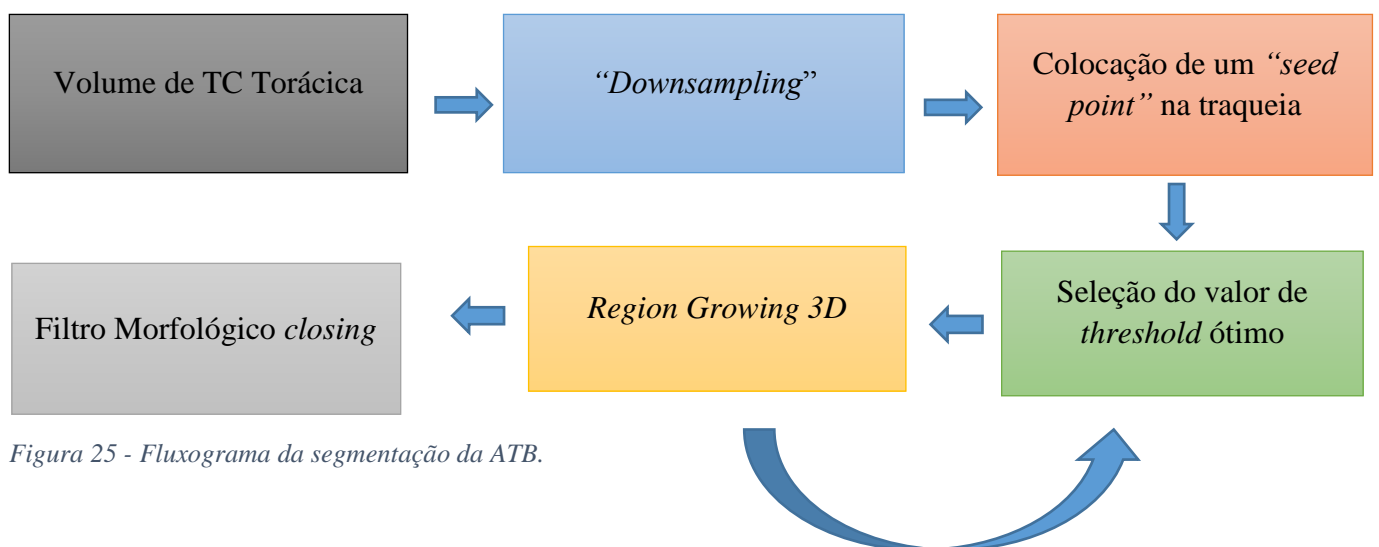 Volume de TC Torácica
“Downsampling”
Colocação de um “seed
point” na traqueia
Seleção do valor de
threshold ótimo
Region Growing 3D
Filtro Morfológico closing
Figura 25 - Fluxograma da segmentação da ATB.